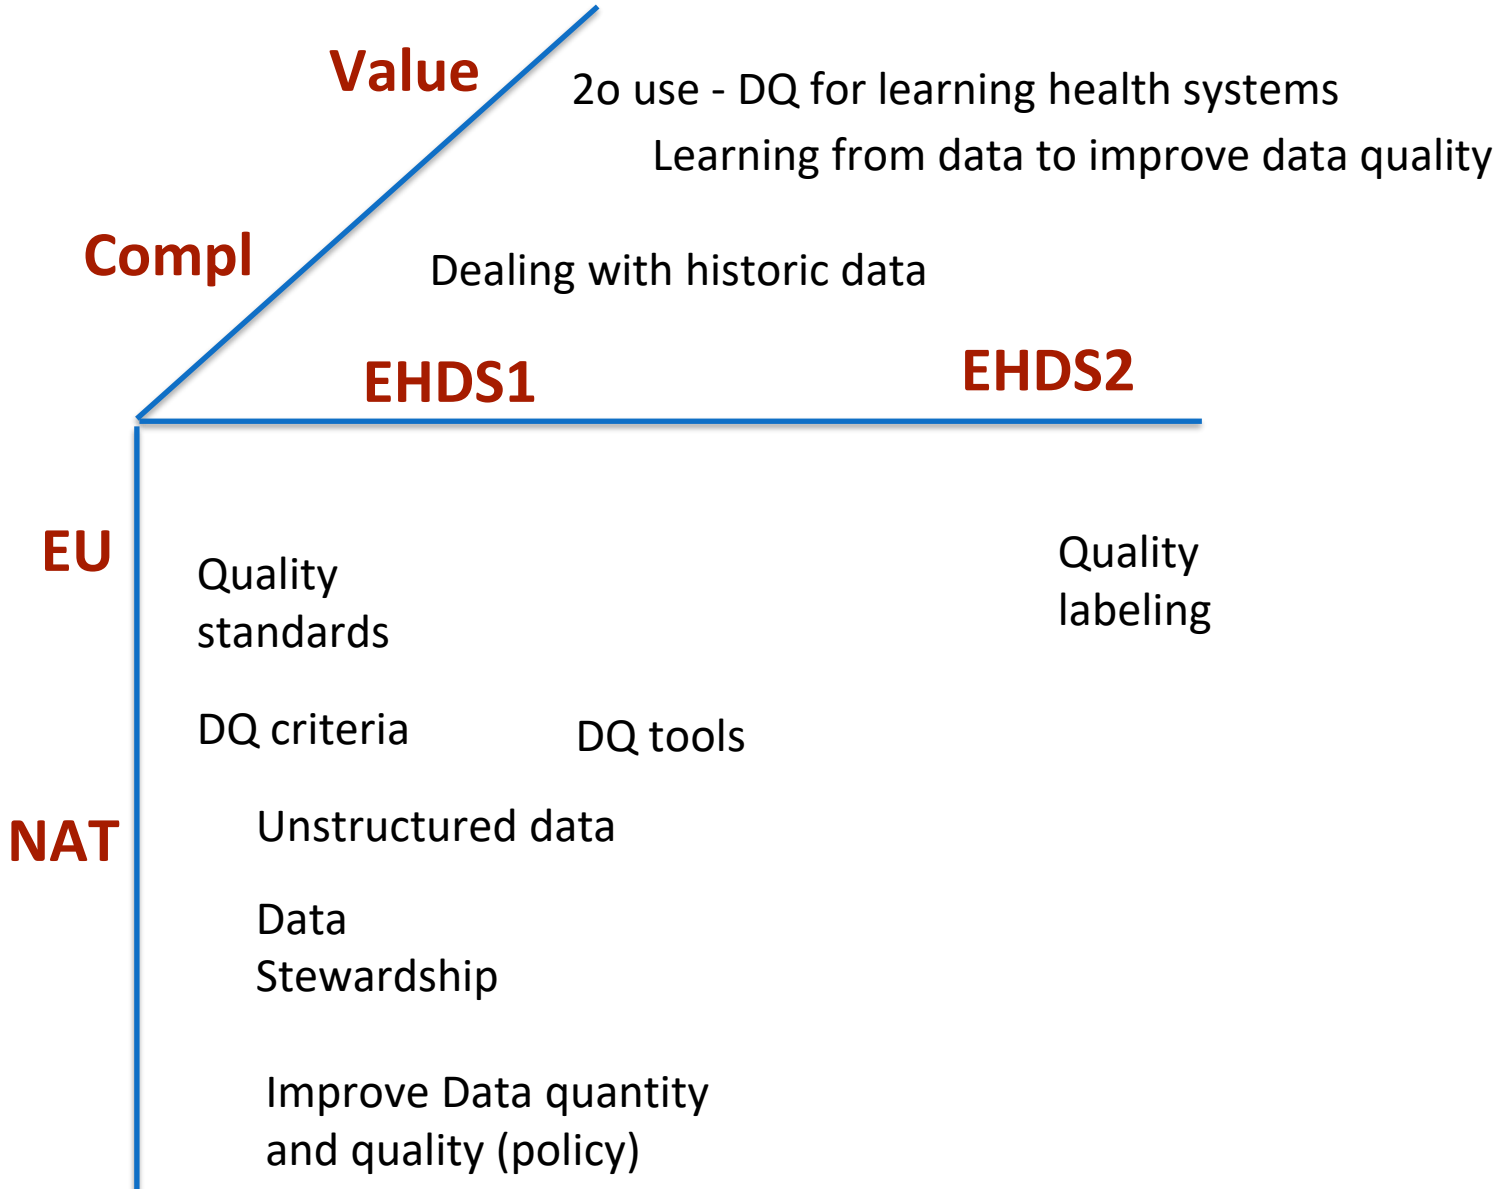 Value
2o use - DQ for learning health systems
Learning from data to improve data quality
Compl
Dealing with historic data
EHDS1
EHDS2
EU
Quality
standards
Quality
labeling
DQ criteria
DQ tools
NAT
Unstructured data
Data
Stewardship
Improve Data quantity
and quality (policy)